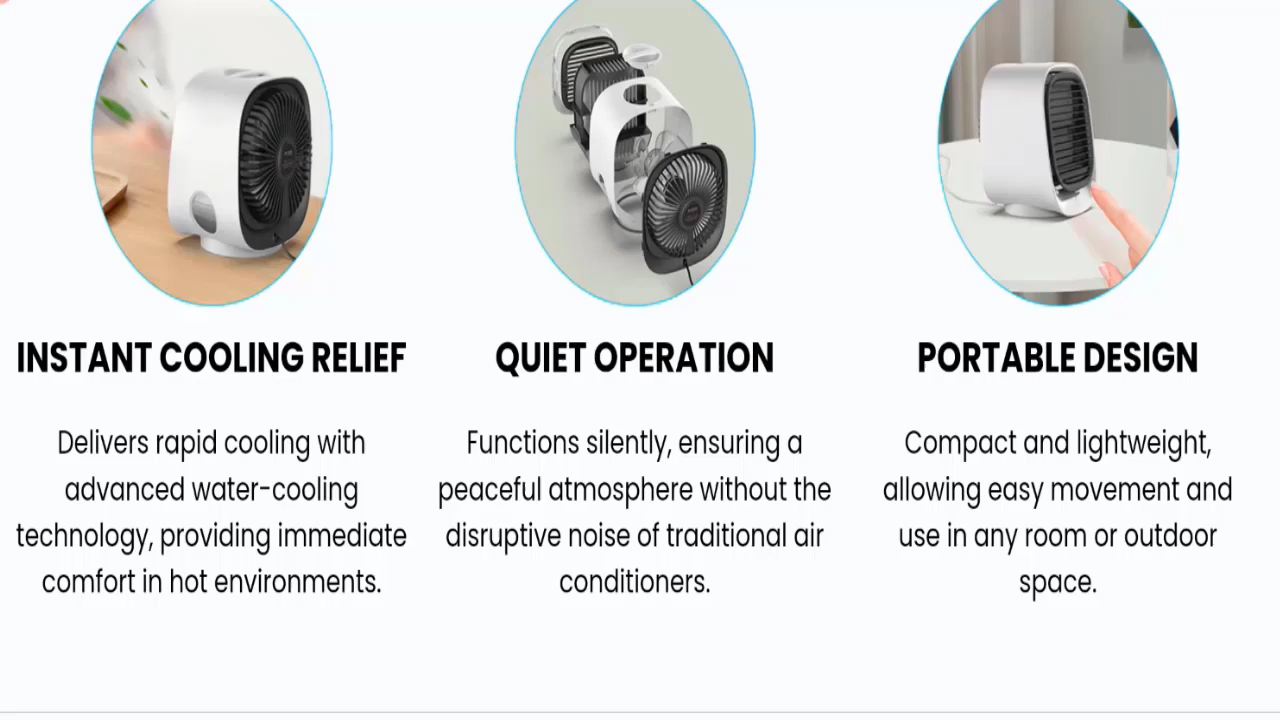 INSTANT COOLING RELIEF
Delivers rapid cooling with
advanced water-cooling
technology, providing immediate
comfort in hot environments.
QUIET OPERATION
Functions silently, ensuring a
peaceful atmosphere without the
disruptive noise of traditional air
conditioners.
PORTABLE DESIGN
Compact and lightweight,
allowing easy movement and
use in any room or outdoor
space.